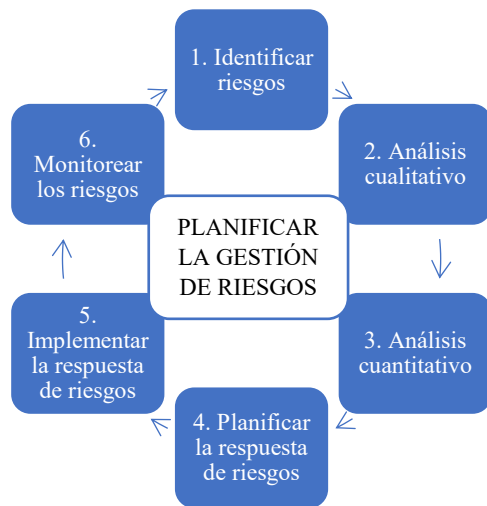 1. Identificar
riesgos
2. Análisis
cualitativo
3. Análisis
cuantitativo
4. Planificar
la respuesta
de riesgos
5.
Implementar
la respuesta
de riesgos
6.
Monitorear
los riesgos
PLANIFICAR
LA GESTIÓN
DE RIESGOS